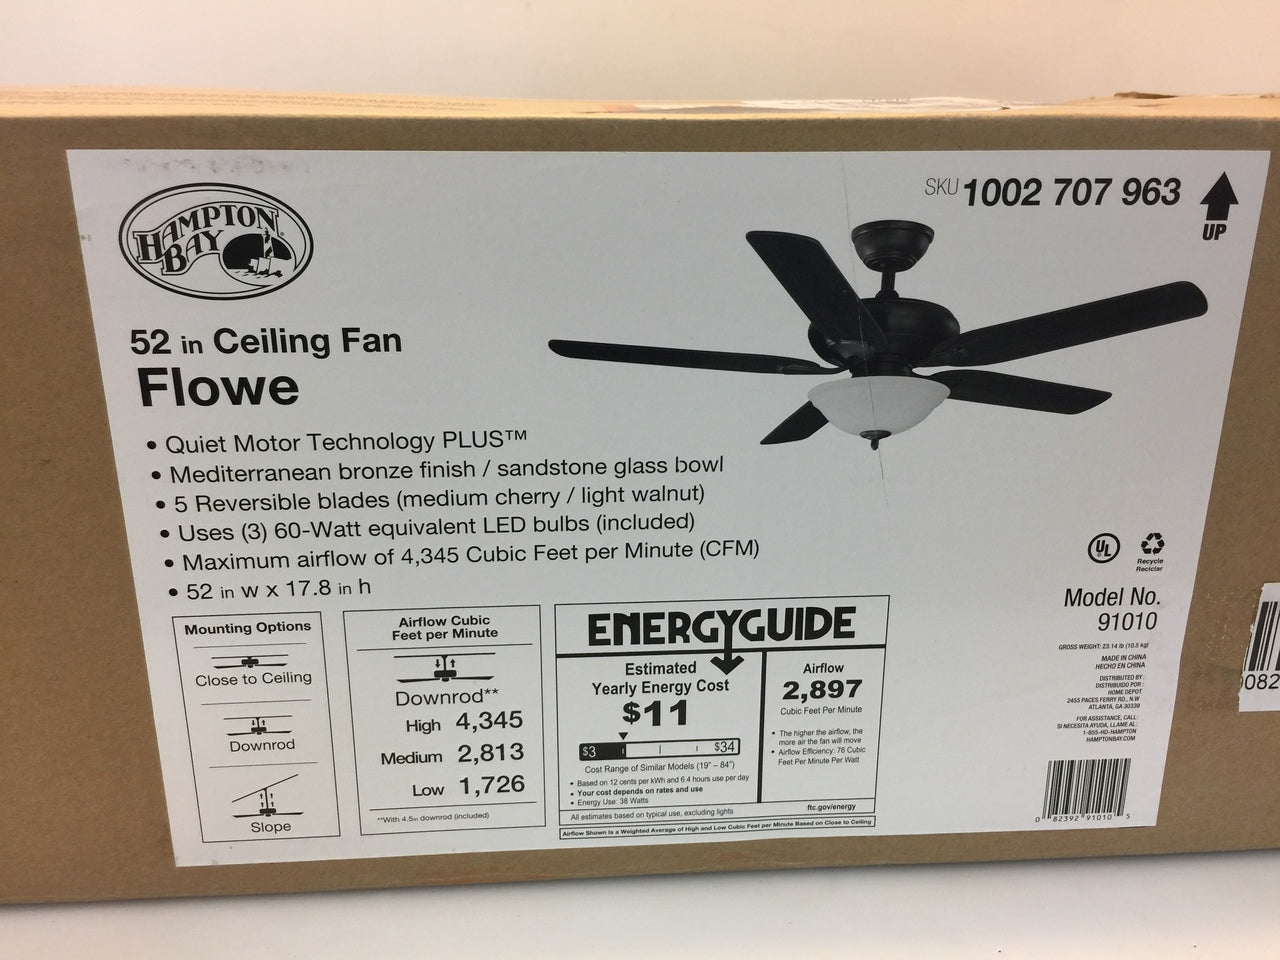 HAMPTON
BAY
SKU 1002 707 963
UP
52 in Ceiling Fan
Flowe
• Quiet Motor Technology PLUS™
• Mediterranean bronze finish / sandstone glass bowl
• 5 Reversible blades (medium cherry / light walnut)
• Uses (3) 60-Watt equivalent LED bulbs (included)
• Maximum airflow of 4,345 Cubic Feet per Minute (CFM)
• 52 in w x 17.8 in h
Mounting Options
Close to Ceiling
Downrod
Slope
Airflow Cubic
Feet per Minute
Downrod**
High 4,345
Medium 2,813
Low 1,726
**With 4.5in downrod (included)
ENERGYGUIDE
Estimated
Yearly Energy Cost
$11
$3 $34
Cost Range of Similar Models (19" – 84")
• Based on 12 cents per kWh and 6.4 hours use per day
• Your cost depends on rates and use
• Energy Use: 38 Watts
All estimates based on typical use, excluding lights
Airflow
2,897
Cubic Feet Per Minute
• The higher the airflow, the
more air the fan will move
• Airflow Efficiency: 76 Cubic
Feet Per Minute Per Watt
ftc.gov/energy
Airflow Shown is a Weighted Average of High and Low Cubic Feet per Minute Based on Close to Ceiling
UL
Recycle
Reciclar
Model No.
91010
GROSS WEIGHT: 23.14 lb (10.5 kg)
MADE IN CHINA
HECHO EN CHINA
DISTRIBUTED BY:
DISTRIBUIDO POR:
HOME DEPOT
2455 PACES FERRY RD., N.W
ATLANTA, GA 30339
FOR ASSISTANCE, CALL:
SI NECESITA AYUDA, LLAME AL:
1-855-HD-HAMPTON
HAMPTONBAY.COM
0 82392 91010 5
082